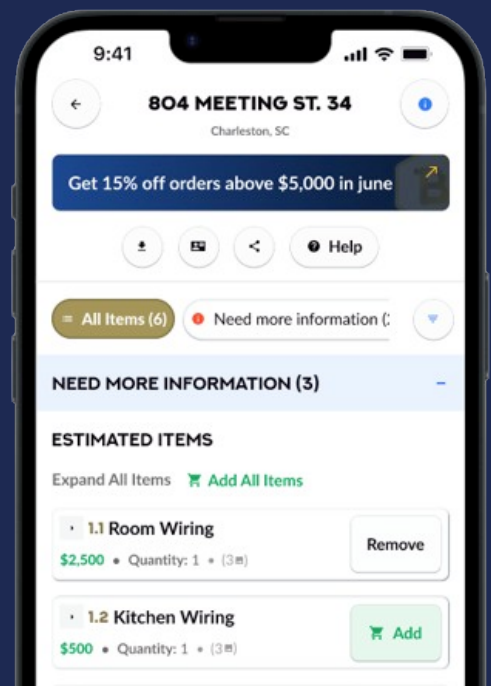 9:41
804 MEETING ST. 34
Charleston, SC
Get 15% off orders above $5,000 in june
Help
All Items (6)
Need more information (
NEED MORE INFORMATION (3)
ESTIMATED ITEMS
Expand All Items Add All Items
1.1 Room Wiring
$2,500 • Quantity: 1 • (3)
Remove
1.2 Kitchen Wiring
$500 • Quantity: 1 • (3)
Add